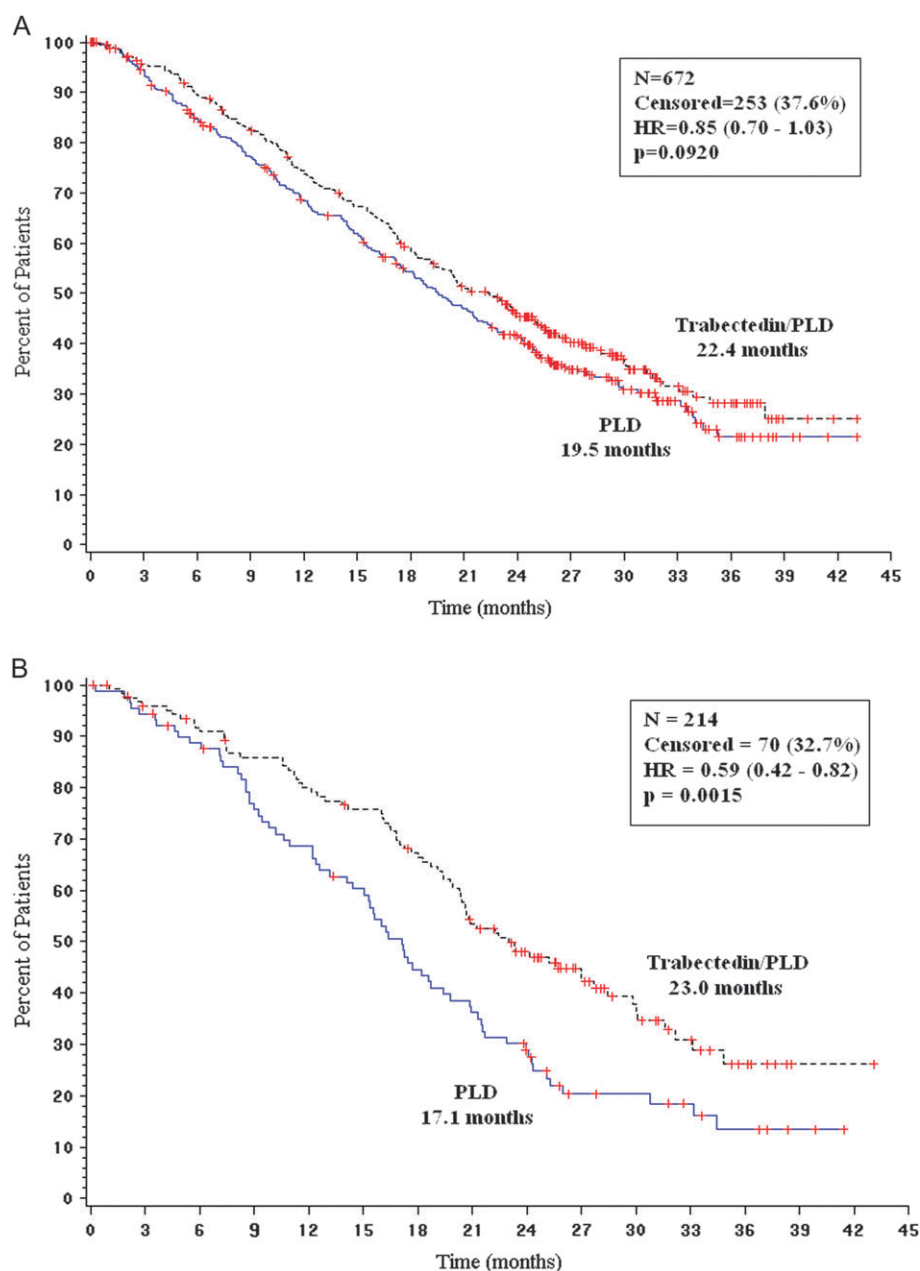 A
100
90
80
70
60
50
40
30
20
10
0
Percent of Patients
N=672
Censored=253 (37.6%)
HR=0.85 (0.70 - 1.03)
p=0.0920
Trabectedin/PLD
22.4 months
PLD
19.5 months
0 3 6 9 12 15 18 21 24 27 30 33 36 39 42 45
Time (months)
B
100
90
80
70
60
50
40
30
20
10
0
Percent of Patients
N = 214
Censored = 70 (32.7%)
HR = 0.59 (0.42 - 0.82)
p = 0.0015
Trabectedin/PLD
23.0 months
PLD
17.1 months
0 3 6 9 12 15 18 21 24 27 30 33 36 39 42 45
Time (months)